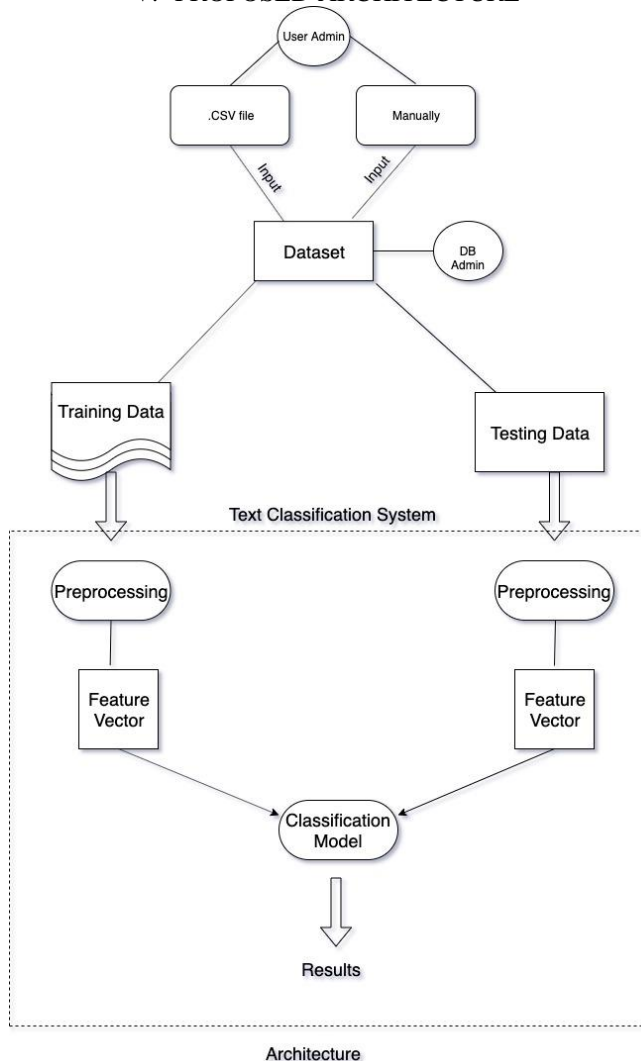 User Admin
.CSV file
Manually
Input
Input
Dataset
DB
Admin
Training Data
Testing Data
Text Classification System
Preprocessing
Preprocessing
Feature
Vector
Feature
Vector
Classification
Model
Results
Architecture